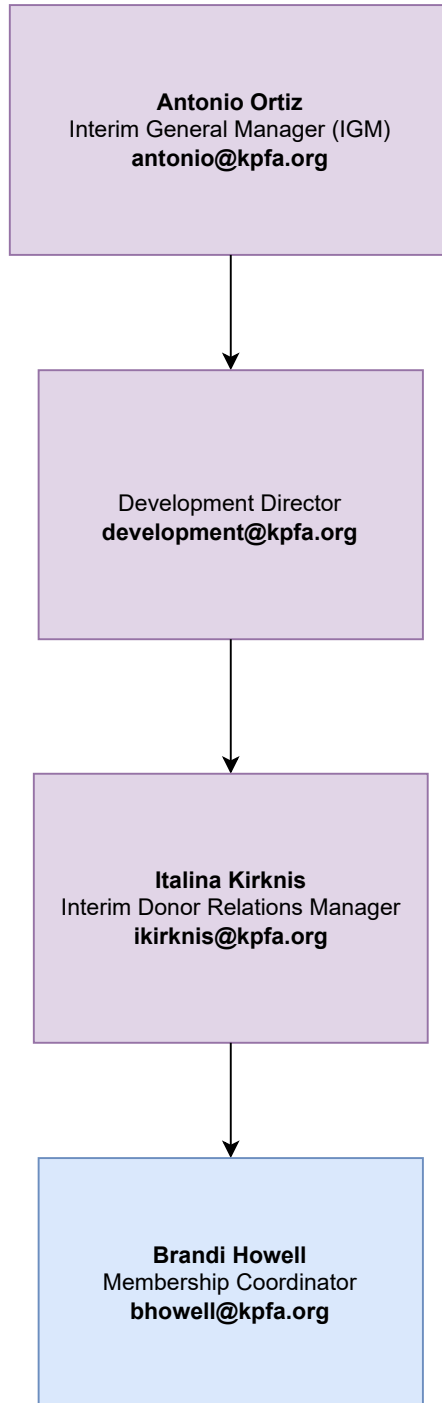 Antonio Ortiz
Interim General Manager (IGM)
antonio@kpfa.org
Development Director
development@kpfa.org
Italina Kirknis
Interim Donor Relations Manager
ikirknis@kpfa.org
Brandi Howell
Membership Coordinator
bhowell@kpfa.org